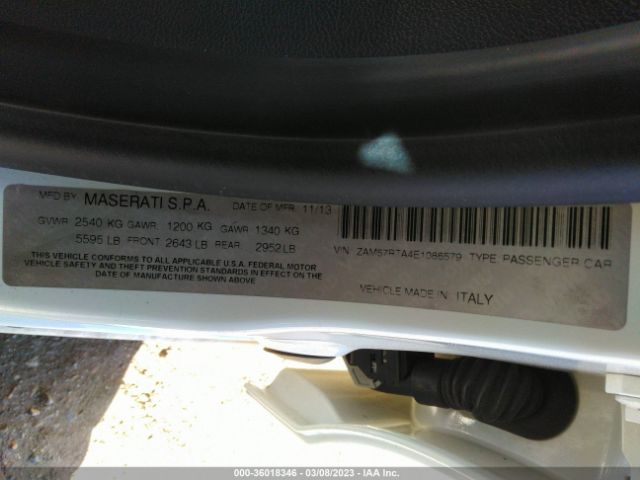 MFD BY MASERATI S.P.A. DATE OF MFR 11/13
GVWR 2540 KG GAWR 1200 KG GAWR 1340 KG
5595 LB FRONT 2643 LB REAR 2952LB
THIS VEHICLE CONFORMS TO ALL APPLICABLE U.S.A. FEDERAL MOTOR
VEHICLE SAFETY AND THEFT PREVENTION STANDARDS IN EFFECT ON THE
DATE OF MANUFACTURE SHOWN ABOVE
VIN: ZAM57RTA4E1086579 TYPE: PASSENGER CAR
VEHICLE MADE IN ITALY
000-36018346 - 03/08/2023 - IAA Inc.